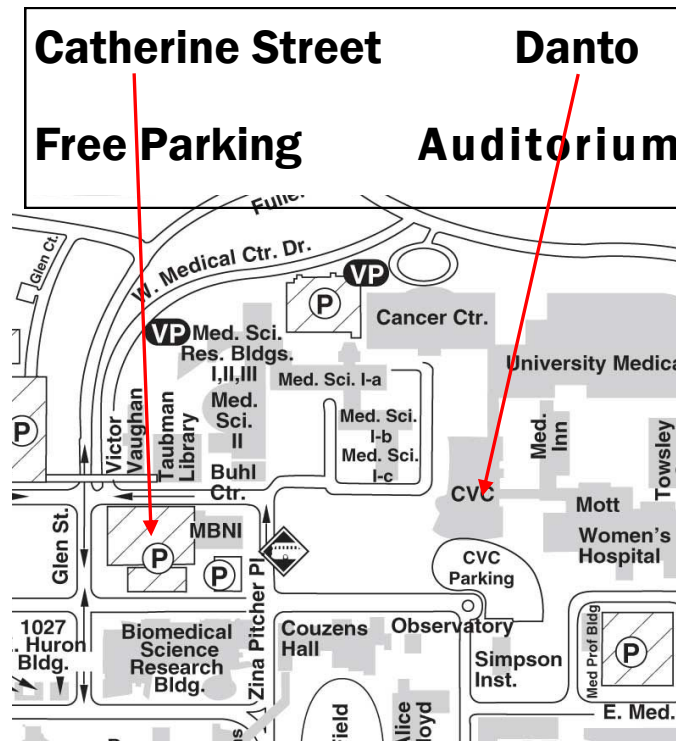 Catherine Street Danto
Free Parking Auditorium
Fuller
Glen Ct.
W. Medical Ctr. Dr.
VP
P
Cancer Ctr.
VP
Med. Sci.
Res. Bldgs.
I,II,III
University Medica
Med. Sci. I-a
Med.
Sci.
II
Med. Sci.
I-b
Med. Sci.
I-c
Med.
Inn
Towsley
P
Victor
Vaughan
Taubman
Library
Buhl
Ctr.
CVC
Mott
Women's
Hospital
MBNI
P
P
Glen St.
Zina Pitcher Pl.
CVC
Parking
1027
. Huron
Bldg.
Biomedical
Science
Research
Bldg.
Couzens
Hall
Observatory
Simpson
Inst.
Med Prof Bldg
P
E. Med.
ield
Alice
loyd